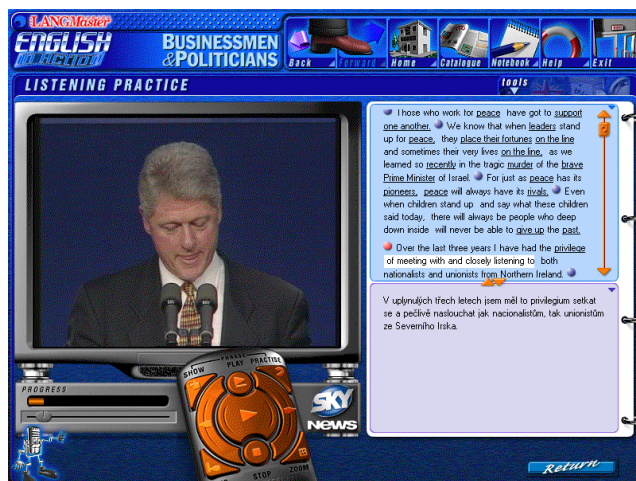 LANGMaster
ENGLISH
IN ACTION
BUSINESSMEN
&POLITICIANS
Back
Forward
Home
Catalogue
Notebook
Help
Exit
LISTENING PRACTICE
tools
Those who work for peace have got to support
one another. We know that when leaders stand
up for peace, they place their fortunes on the line
and sometimes their very lives on the line, as we
learned so recently in the tragic murder of the brave
Prime Minister of Israel. For just as peace has its
pioneers, peace will always have its rivals. Even
when children stand up and say what these children
said today, there will always be people who deep
down inside will never be able to give up the past.
Over the last three years I have had the privilege
of meeting with and closely listening to both
nationalists and unionists from Northern Ireland.
V uplynulých třech letech jsem měl to privilegium setkat
se a pečlivě naslouchat jak nacionalistům, tak unionistům
ze Severního Irska.
PHRASE
SHOW PLAY PRACTISE
PROGRESS
SKY
NEWS
STOP
ZOOM
Return